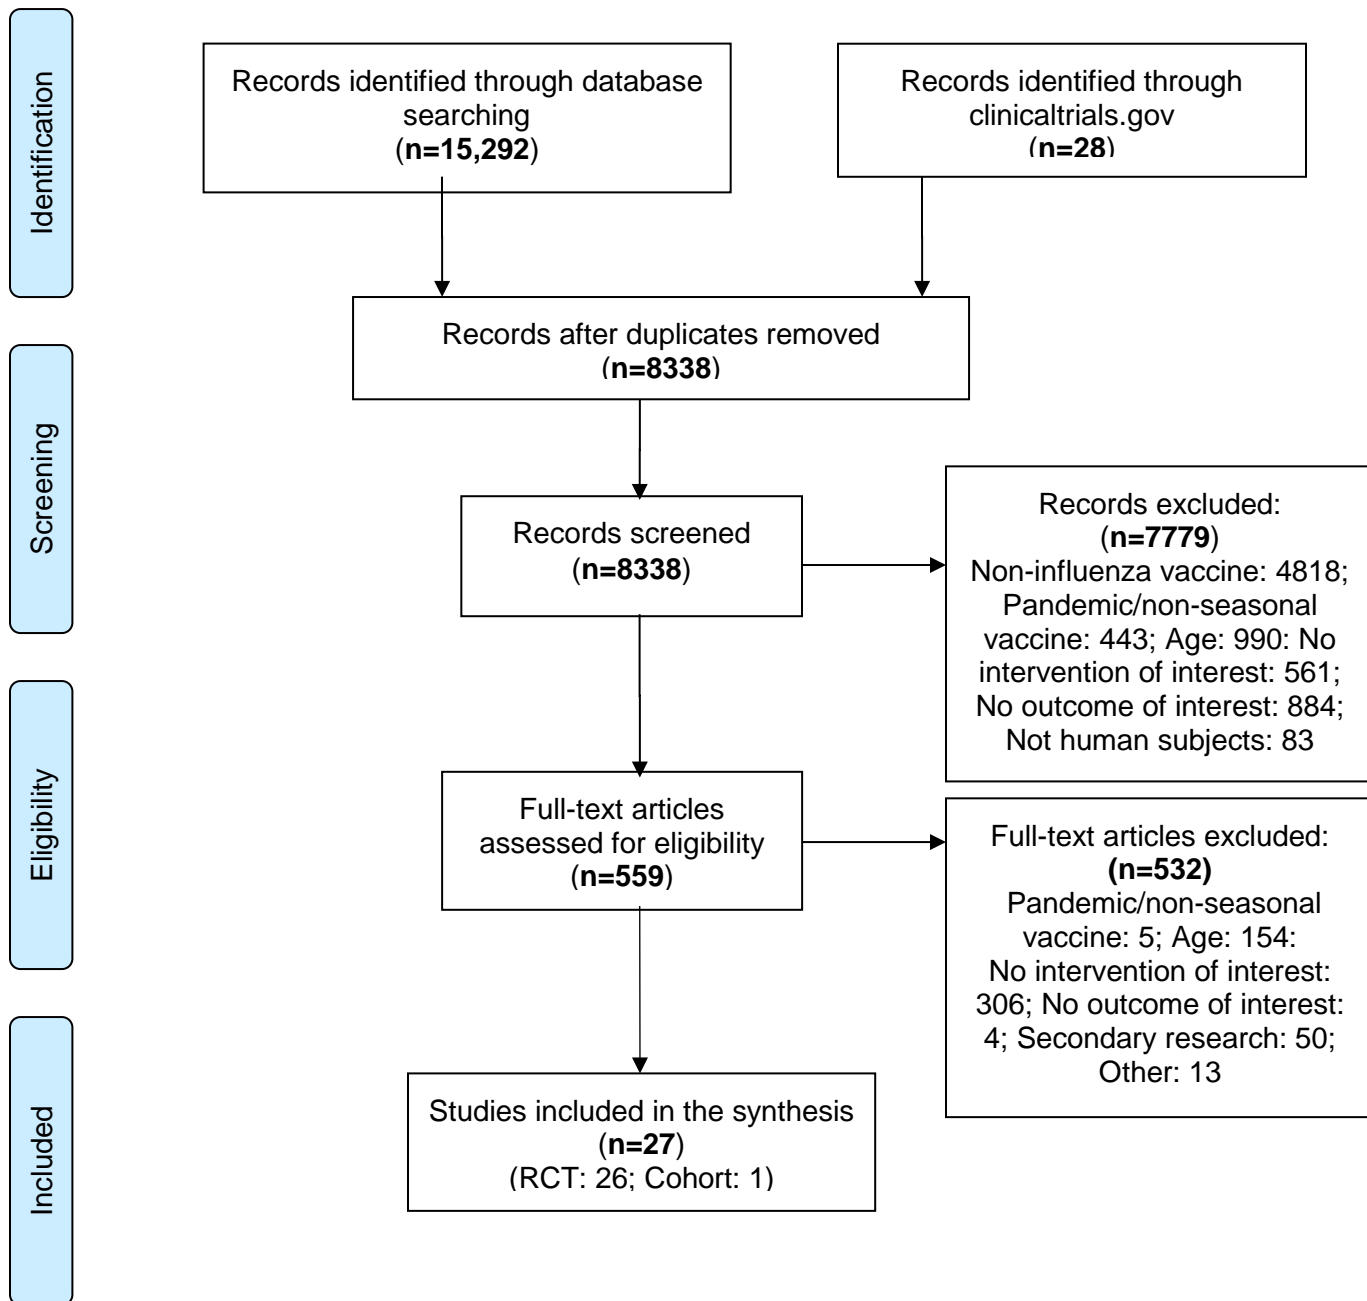 Identification
Records identified through database
searching
(n=15,292)
Records identified through
clinicaltrials.gov
(n=28)
Records after duplicates removed
(n=8338)
Screening
Records screened
(n=8338)
Records excluded:
(n=7779)
Non-influenza vaccine: 4818;
Pandemic/non-seasonal
vaccine: 443; Age: 990: No
intervention of interest: 561;
No outcome of interest: 884;
Not human subjects: 83
Eligibility
Full-text articles
assessed for eligibility
(n=559)
Full-text articles excluded:
(n=532)
Pandemic/non-seasonal
vaccine: 5; Age: 154:
No intervention of interest:
306; No outcome of interest:
4; Secondary research: 50;
Other: 13
Included
Studies included in the synthesis
(n=27)
(RCT: 26; Cohort: 1)